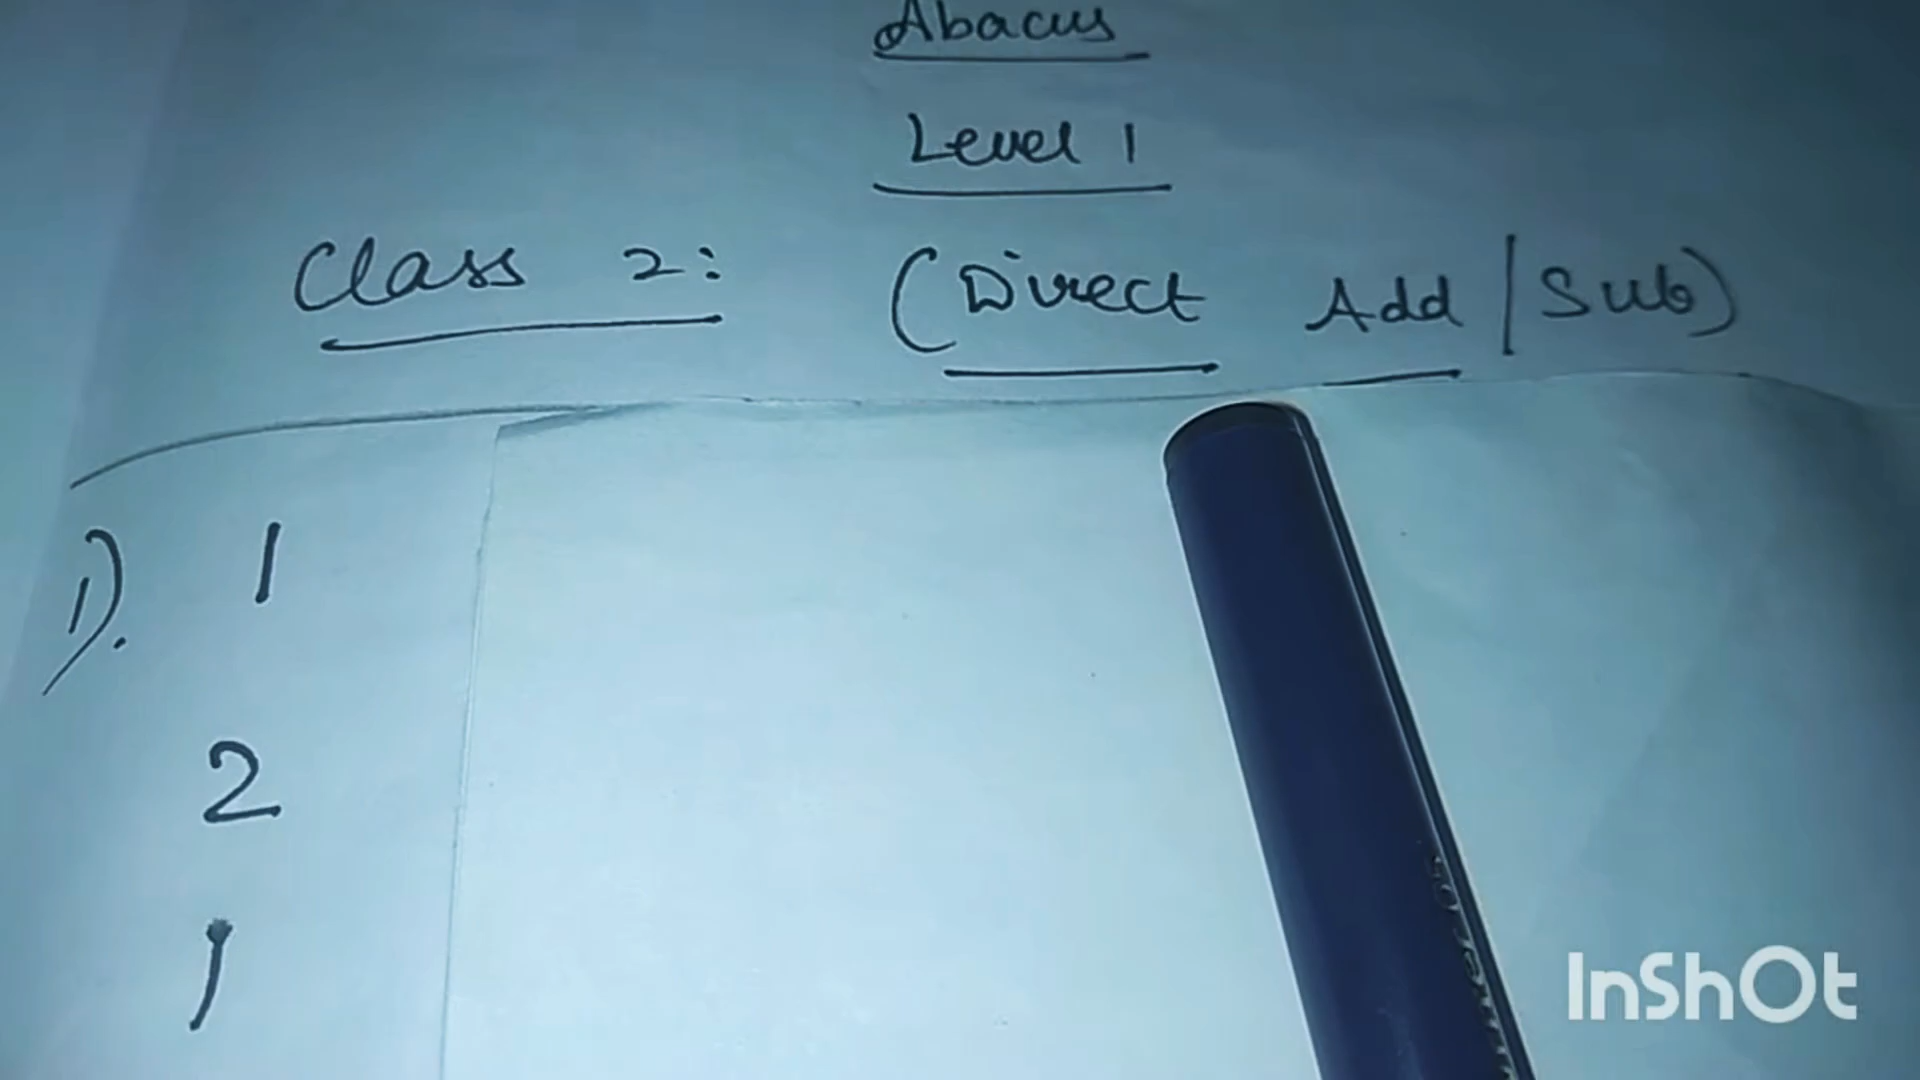 Abacus
Level 1
Class 2: (Direct Add/Sub)
1). 1
2
1
InShOt